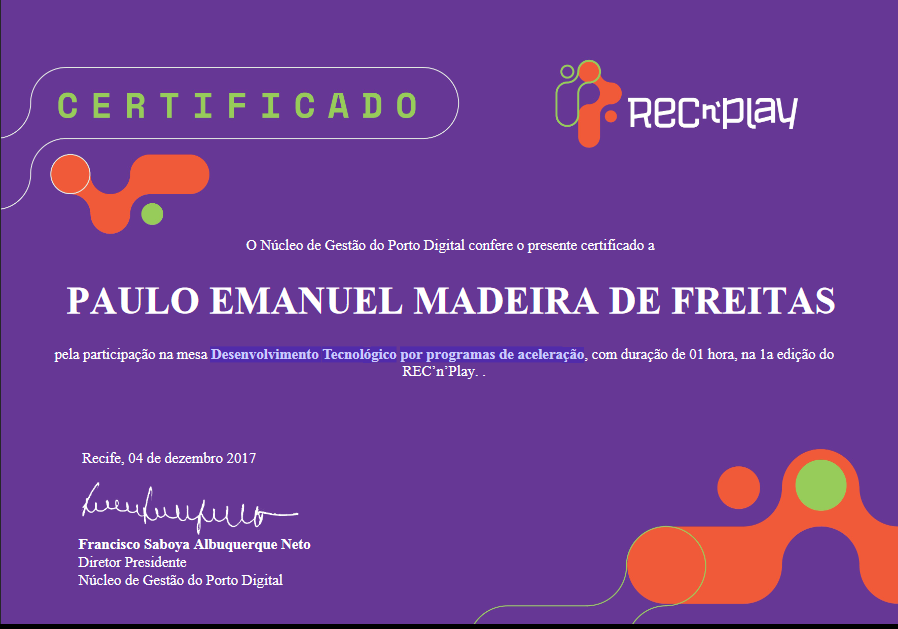 CERTIFICADO
REC'n'Play
O Núcleo de Gestão do Porto Digital confere o presente certificado a
PAULO EMANUEL MADEIRA DE FREITAS
pela participação na mesa Desenvolvimento Tecnológico por programas de aceleração, com duração de 01 hora, na 1a edição do
REC’n’Play. .
Recife, 04 de dezembro 2017
Francisco Saboya Albuquerque Neto
Diretor Presidente
Núcleo de Gestão do Porto Digital